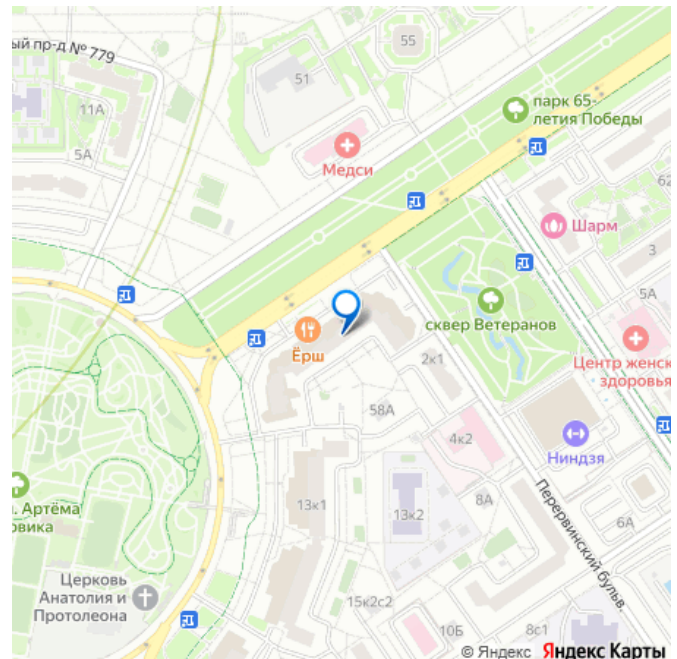 ый пр-д № 779
55
51
11А
5А
парк 65-
летия Победы
Медси
62
Шарм
3
5А
сквер Ветеранов
Центр женск
здоровья
Ёрш
2к1
58А
4к2
Ниндзя
8А
13к1
13к2
6А
Перервинский бульв.
. Артёма
овика
Церковь
Анатолия и
Протолеона
15к2с2
10Б
8с1
© Яндекс Яндекс Карты